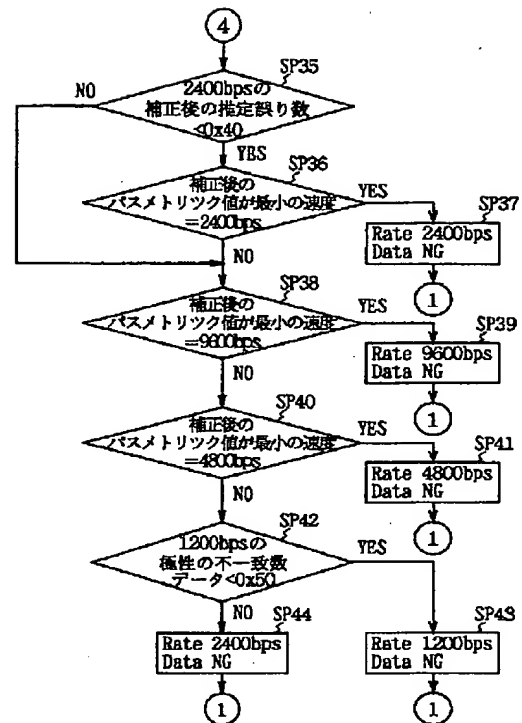 4
SP35
2400bpsの
補正後の推定誤り数
<0x40
NO
YES
SP36
補正後の
パスメトリツク値が最小の速度
=2400bps
YES
NO
SP37
Rate 2400bps
Data NG
1
SP38
補正後の
パスメトリツク値が最小の速度
=9600bps
YES
NO
SP39
Rate 9600bps
Data NG
1
SP40
補正後の
パスメトリツク値が最小の速度
=4800bps
YES
NO
SP41
Rate 4800bps
Data NG
1
SP42
1200bpsの
極性の不一致数
データ<0x50
YES
NO
SP44
Rate 2400bps
Data NG
1
SP43
Rate 1200bps
Data NG
1